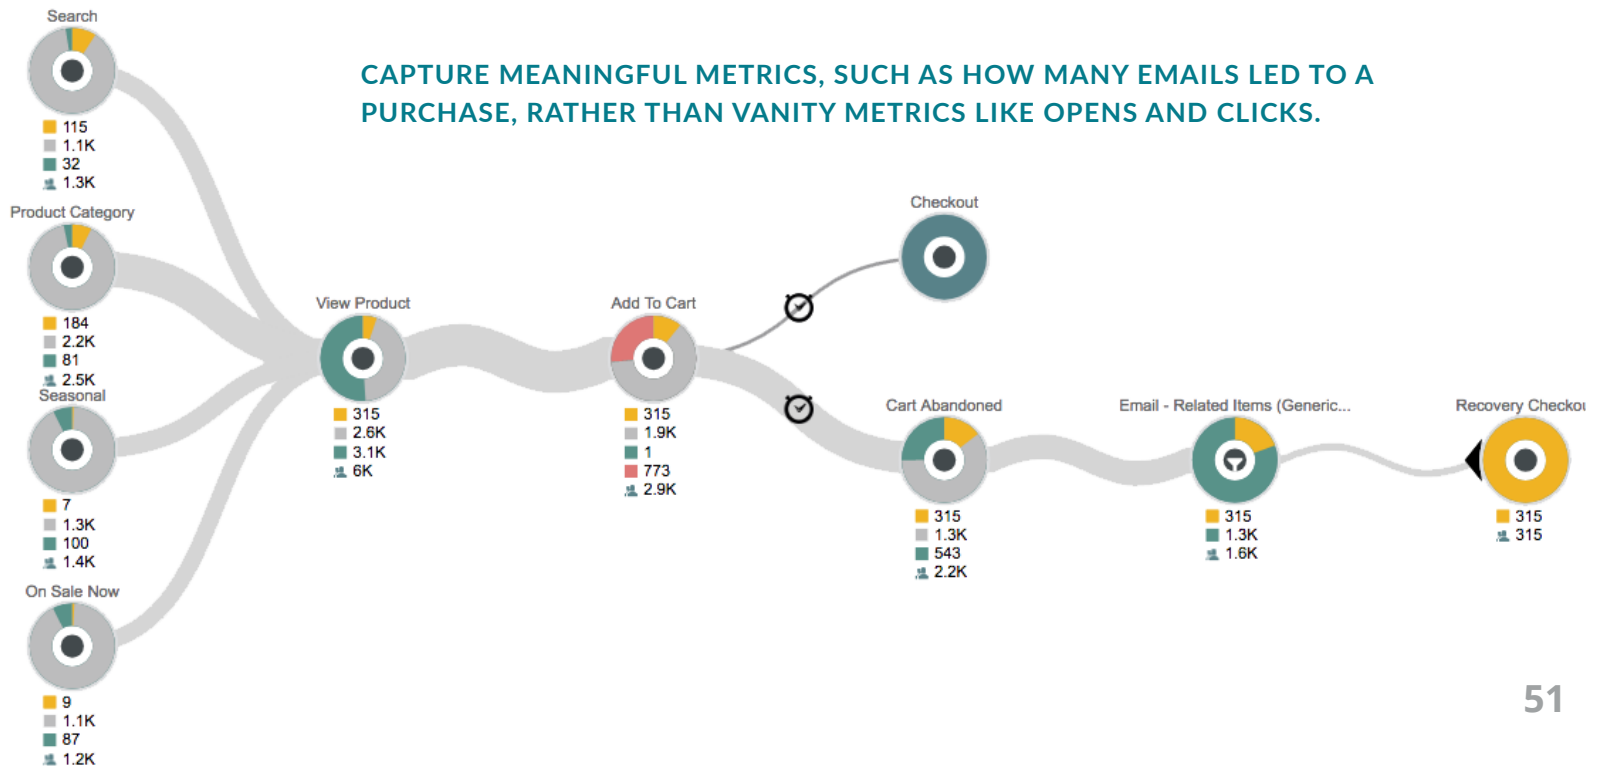 Search
CAPTURE MEANINGFUL METRICS, SUCH AS HOW MANY EMAILS LED TO A
PURCHASE, RATHER THAN VANITY METRICS LIKE OPENS AND CLICKS.
115
1.1K
32
1.3K
Product Category
184
2.2K
81
2.5K
Seasonal
7
1.3K
100
1.4K
On Sale Now
9
1.1K
87
1.2K
View Product
315
2.6K
3.1K
6K
Add To Cart
315
1.9K
1
773
2.9K
Checkout
Cart Abandoned
315
1.3K
543
2.2K
Email - Related Items (Generic...
315
1.3K
1.6K
Recovery Checkou
315
315
51